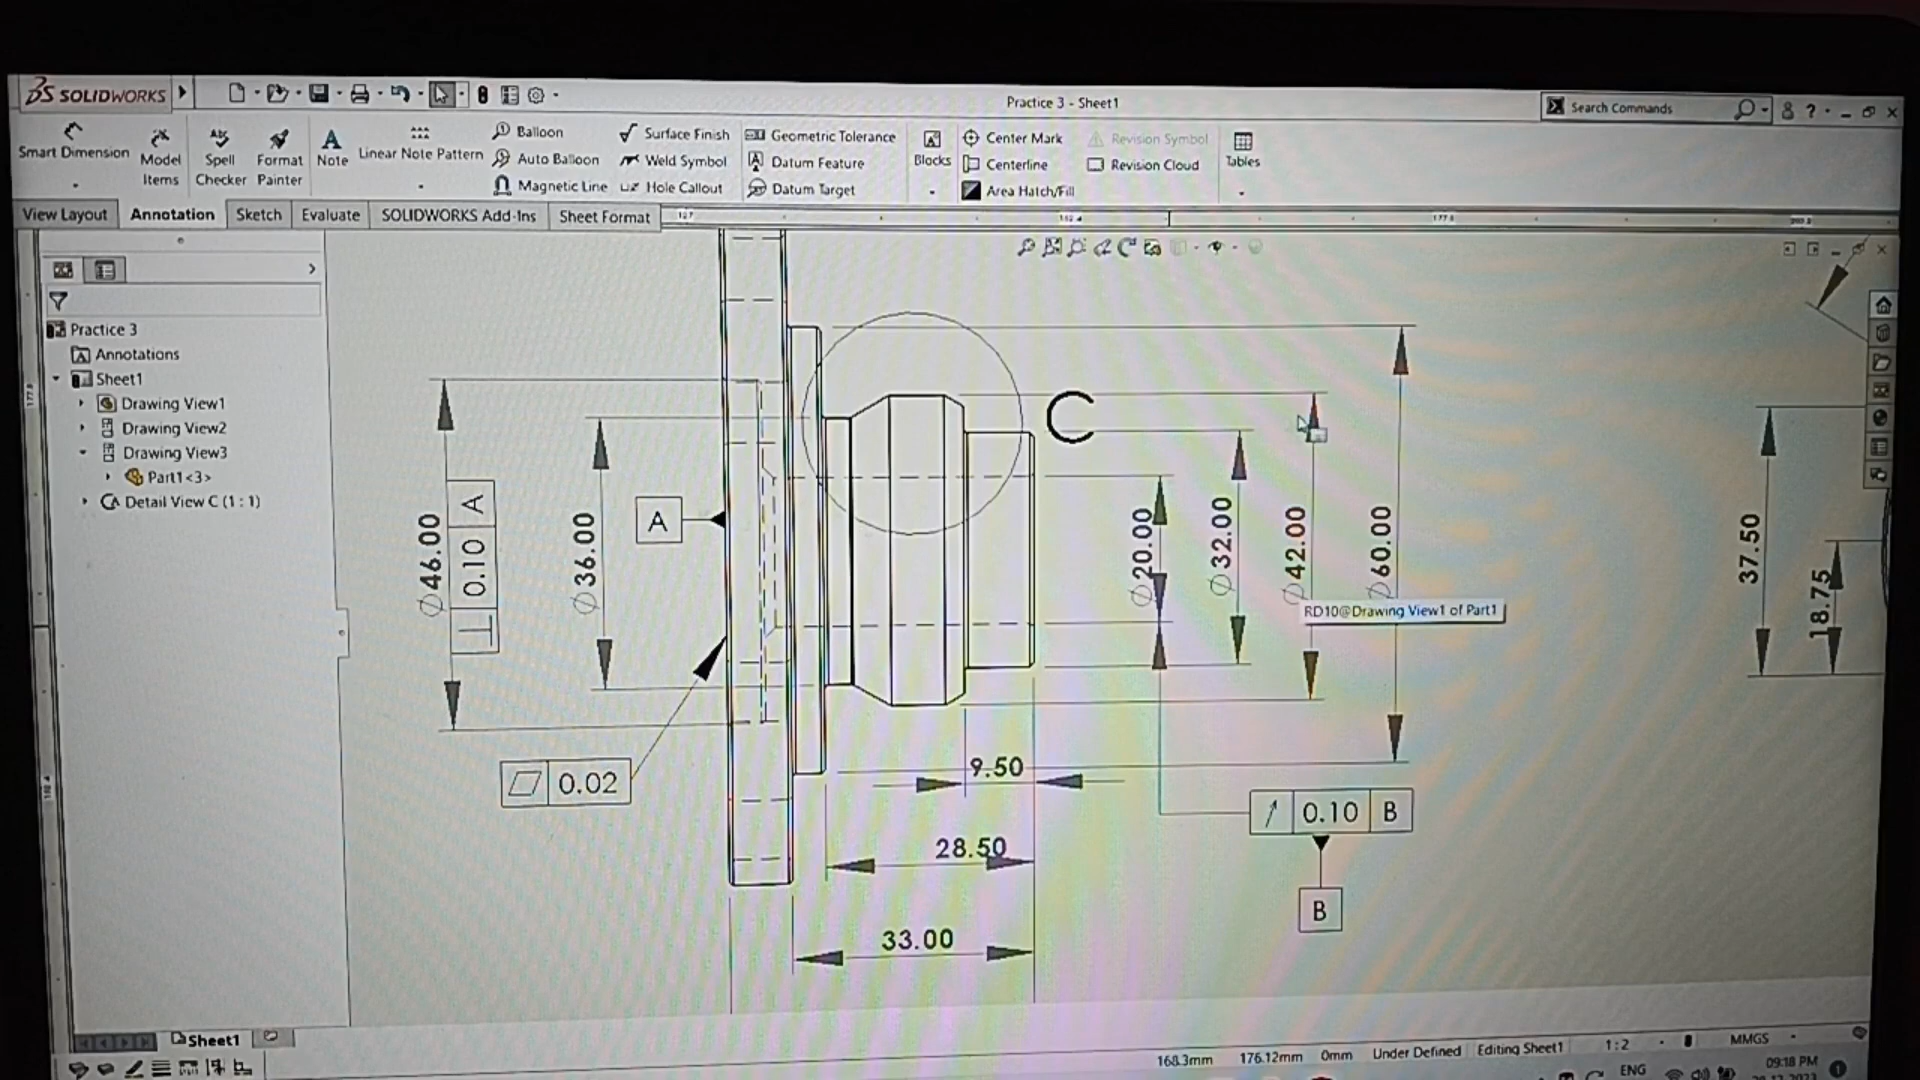 SOLIDWORKS
Practice 3 - Sheet1
Search Commands
?
Smart Dimension
Model Items
Spell Checker
Format Painter
A
Note
Linear Note Pattern
Balloon
Auto Balloon
Magnetic Line
Surface Finish
Weld Symbol
Hole Callout
Geometric Tolerance
Datum Feature
Datum Target
Blocks
Center Mark
Centerline
Area Hatch/Fill
Revision Symbol
Revision Cloud
Tables
View Layout
Annotation
Sketch
Evaluate
SOLIDWORKS Add-Ins
Sheet Format
152.4
177.8
Practice 3
Annotations
Sheet1
Drawing View1
Drawing View2
Drawing View3
Part1<3>
Detail View C (1 : 1)
C
∅46.00
⊥ 0.10 A
∅36.00
A
∅20.00
∅32.00
∅42.00
∅60.00
37.50
18.75
RD10@Drawing View1 of Part1
0.02
9.50
0.10 B
28.50
B
33.00
Sheet1
168.3mm
176.12mm
0mm
Under Defined
Editing Sheet1
1:2
MMGS
ENG
09:18 PM